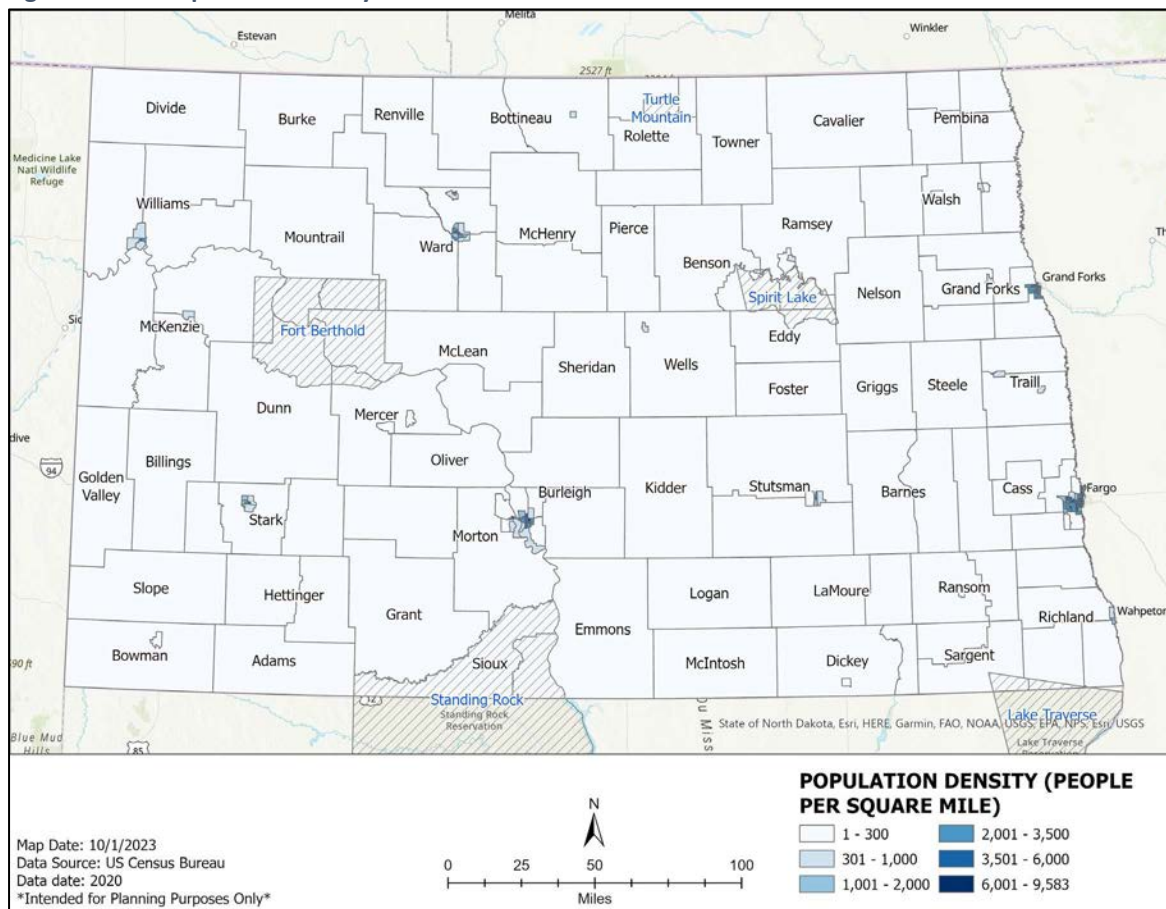 Estevan
Melita
Winkler
2527 ft
Divide
Burke
Renville
Bottineau
Turtle
Mountain
Rolette
Towner
Cavalier
Pembina
Medicine Lake
Natl Wildlife
Refuge
Williams
Mountrail
Ward
McHenry
Pierce
Ramsey
Walsh
Benson
Spirit Lake
Nelson
Grand Forks
Grand Forks
McKenzie
Fort Berthold
McLean
Sheridan
Wells
Eddy
Foster
Griggs
Steele
Traill
Dunn
Mercer
Oliver
94
Golden
Valley
Billings
Stark
Morton
Burleigh
Kidder
Stutsman
Barnes
Cass
Fargo
Slope
Hettinger
Grant
Emmons
Logan
LaMoure
Ransom
Richland
Wahpeton
Bowman
Adams
Sioux
McIntosh
Dickey
Sargent
12
Standing Rock
Standing Rock
Reservation
Lake Traverse
State of North Dakota, Esri, HERE, Garmin, FAO, NOAA, USGS, EPA, NPS, Esri, USGS
Lake Traverse
Blue Mud
Hills
85
POPULATION DENSITY (PEOPLE
PER SQUARE MILE)
1 - 300
2,001 - 3,500
301 - 1,000
3,501 - 6,000
1,001 - 2,000
6,001 - 9,583
N
0 25 50 100
Miles
Map Date: 10/1/2023
Data Source: US Census Bureau
Data date: 2020
*Intended for Planning Purposes Only*